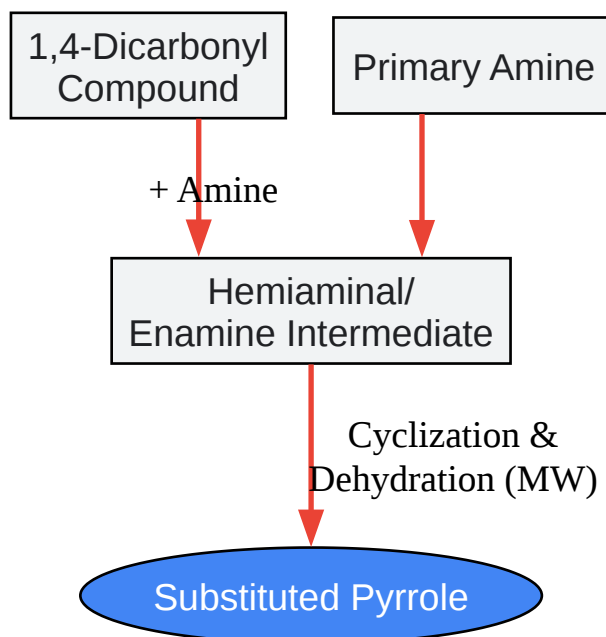 1,4-Dicarbonyl
Compound
Primary Amine
+ Amine
Hemiaminal/
Enamine Intermediate
Cyclization &
Dehydration (MW)
Substituted Pyrrole